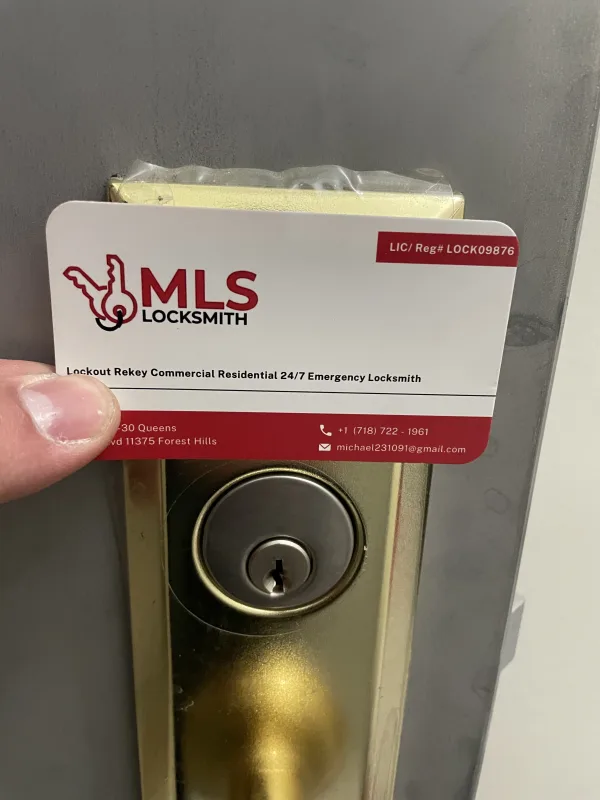 LIC/ Reg# LOCK09876
MLS
LOCKSMITH
Lockout Rekey Commercial Residential 24/7 Emergency Locksmith
-30 Queens
+1 (718) 722 - 1961
11375 Forest Hills
michael231091@gmail.com